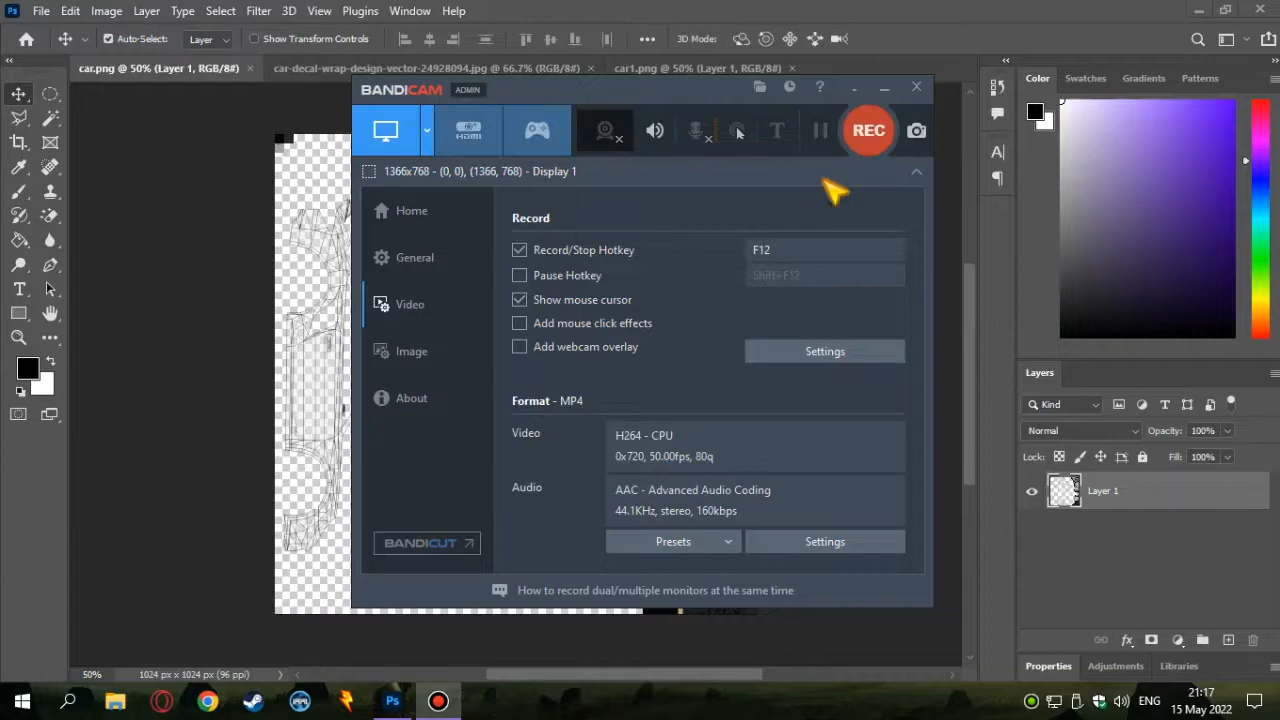 Ps File Edit Image Layer Type Select Filter 3D View Plugins Window Help
Auto-Select: Layer Show Transform Controls ••• 3D Mode:
car.png @ 50% (Layer 1, RGB/8#) × car-decal-wrap-design-vector-24928094.jpg @ 66.7% (RGB/8#) × car1.png @ 50% (Layer 1, RGB/8#) ×
BANDICAM ADMIN
HDMI REC
1366x768 - (0, 0), (1366, 768) - Display 1
Home
General
Video
Image
About
BANDICUT
Record
Record/Stop Hotkey F12
Pause Hotkey Shift+F12
Show mouse cursor
Add mouse click effects
Add webcam overlay Settings
Format - MP4
Video H264 - CPU
0x720, 50.00fps, 80q
Audio AAC - Advanced Audio Coding
44.1KHz, stereo, 160kbps
Presets Settings
How to record dual/multiple monitors at the same time
Color Swatches Gradients Patterns
Layers
Kind
Normal Opacity: 100%
Lock: Fill: 100%
Layer 1
Properties Adjustments Libraries
50% 1024 px x 1024 px (96 ppi)
Ps ENG 21:17
15 May 2022